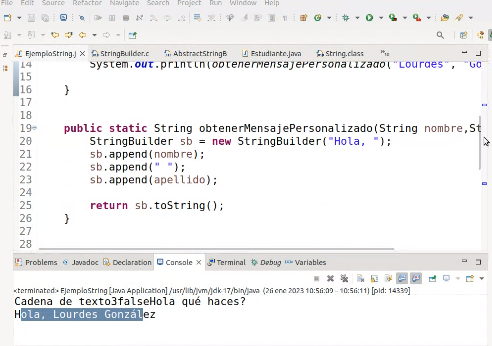 File Edit Source Refactor Navigate Search Project Run Window Help
EjemploString.j StringBuilder.c AbstractStringB Estudiante.java String.class
14 System.out.println(obtenerMensajePersonalizado("Lourdes", "Go
15
16 }
17
18
19 public static String obtenerMensajePersonalizado(String nombre,St
20 StringBuilder sb = new StringBuilder("Hola, ");
21 sb.append(nombre);
22 sb.append(" ");
23 sb.append(apellido);
24
25 return sb.toString();
26 }
27
28
Problems Javadoc Declaration Console Terminal Debug Variables
<terminated> EjemploString [Java Application] /usr/lib/jvm/jdk-17/bin/java (26 ene 2023 10:56:09 – 10:56:11) [pid: 14339]
Cadena de texto3falseHola qué haces?
Hola, Lourdes González